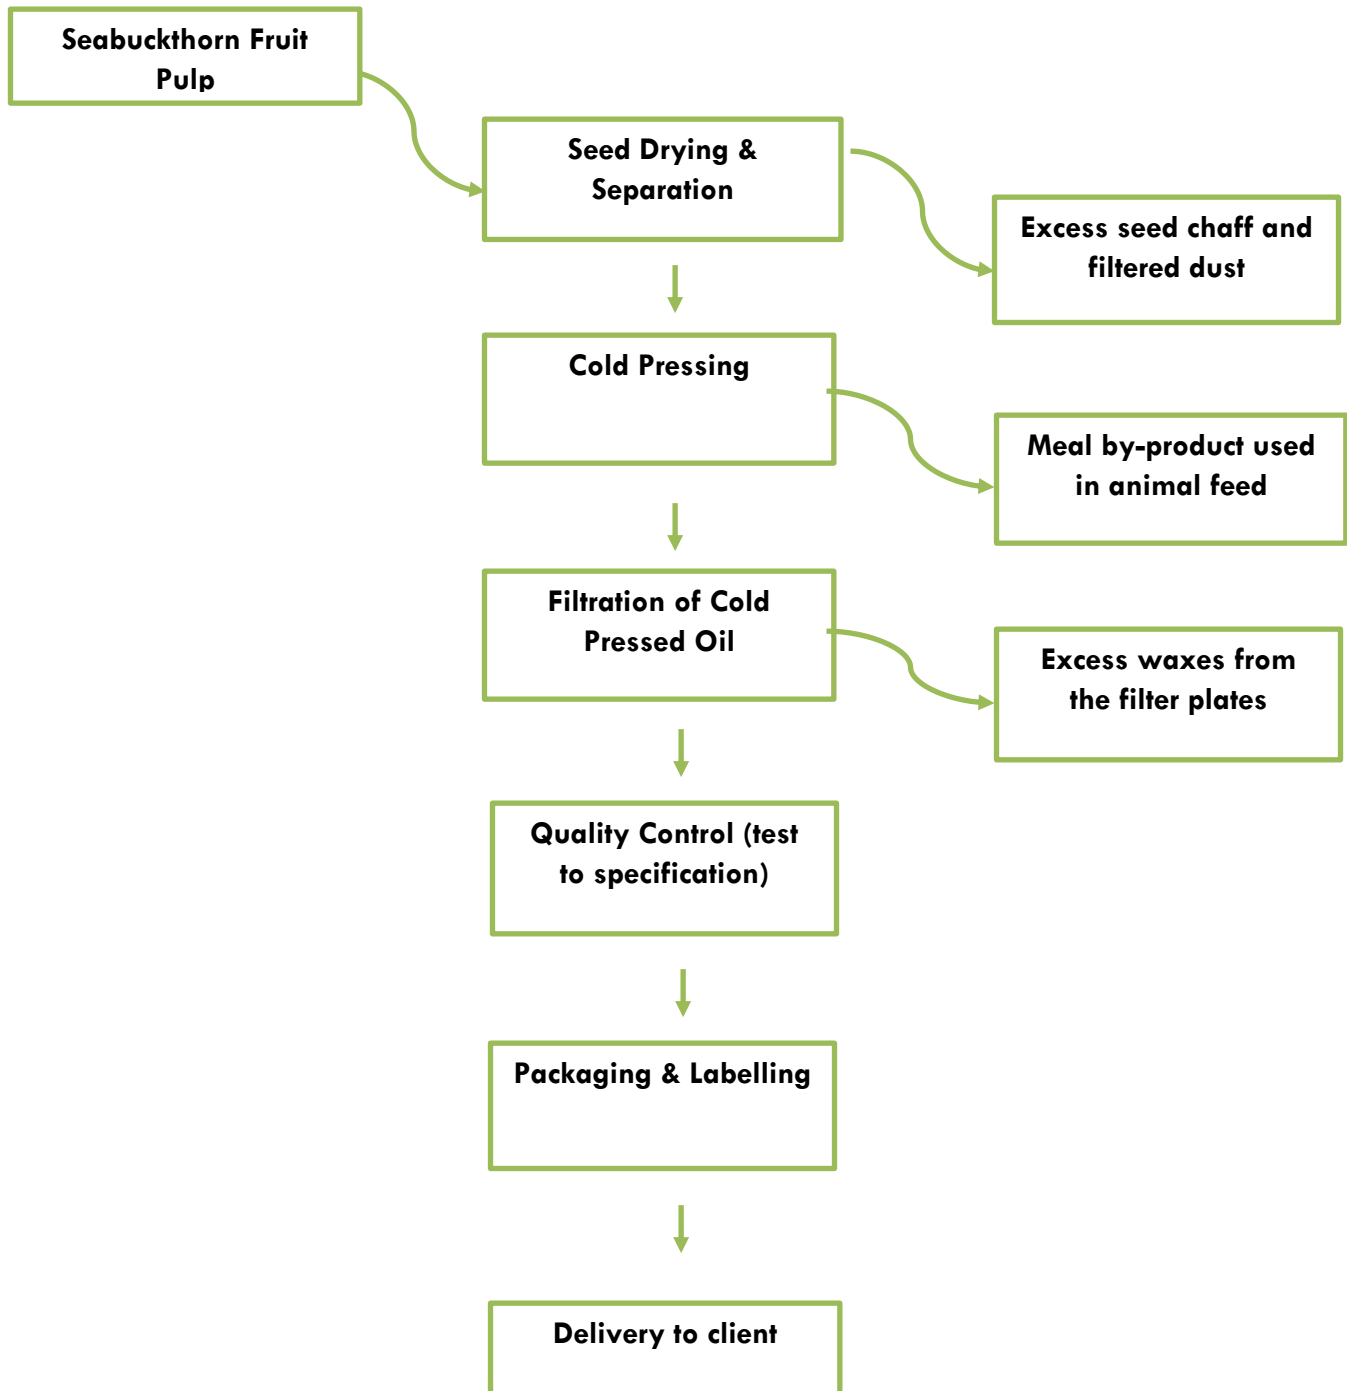 Seabuckthorn Fruit
Pulp
Seed Drying &
Separation
Excess seed chaff and
filtered dust
Cold Pressing
Meal by-product used
in animal feed
Filtration of Cold
Pressed Oil
Excess waxes from
the filter plates
Quality Control (test
to specification)
Packaging & Labelling
Delivery to client